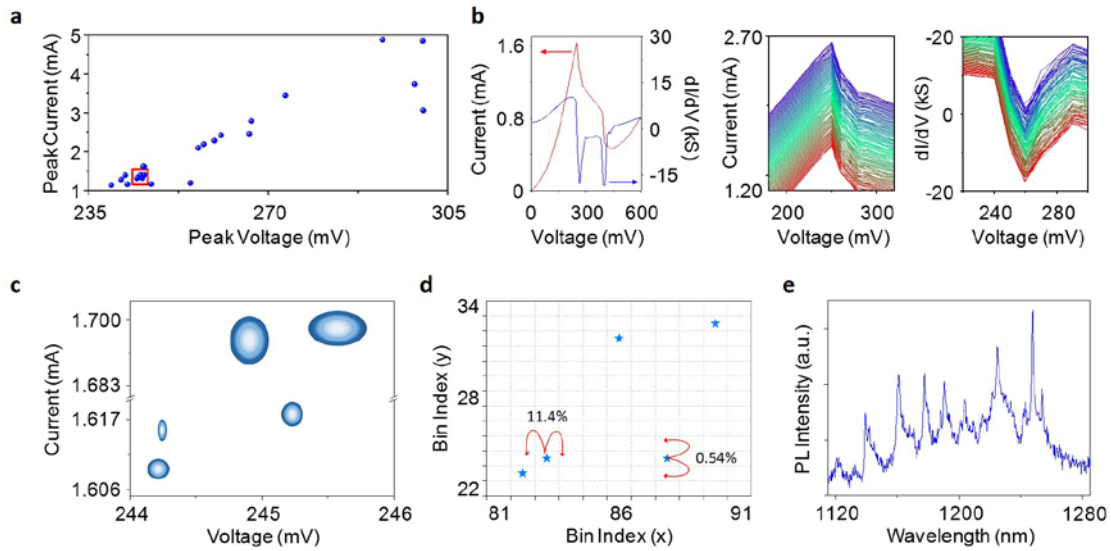 a
Peak Current (mA)
5
4
3
2
1
235
270
305
Peak Voltage (mV)
b
Current (mA)
1.6
0.8
0
30
15
0
-15
dI/dV (kS)
0
200
400
600
Voltage (mV)
Current (mA)
2.70
1.20
200
250
300
Voltage (mV)
dI/dV (kS)
-20
0
-20
240
280
Voltage (mV)
c
Current (mA)
1.700
1.683
1.617
1.606
244
245
246
Voltage (mV)
d
Bin Index (y)
34
28
22
11.4%
0.54%
81
86
91
Bin Index (x)
e
PL Intensity (a.u.)
1120
1200
1280
Wavelength (nm)